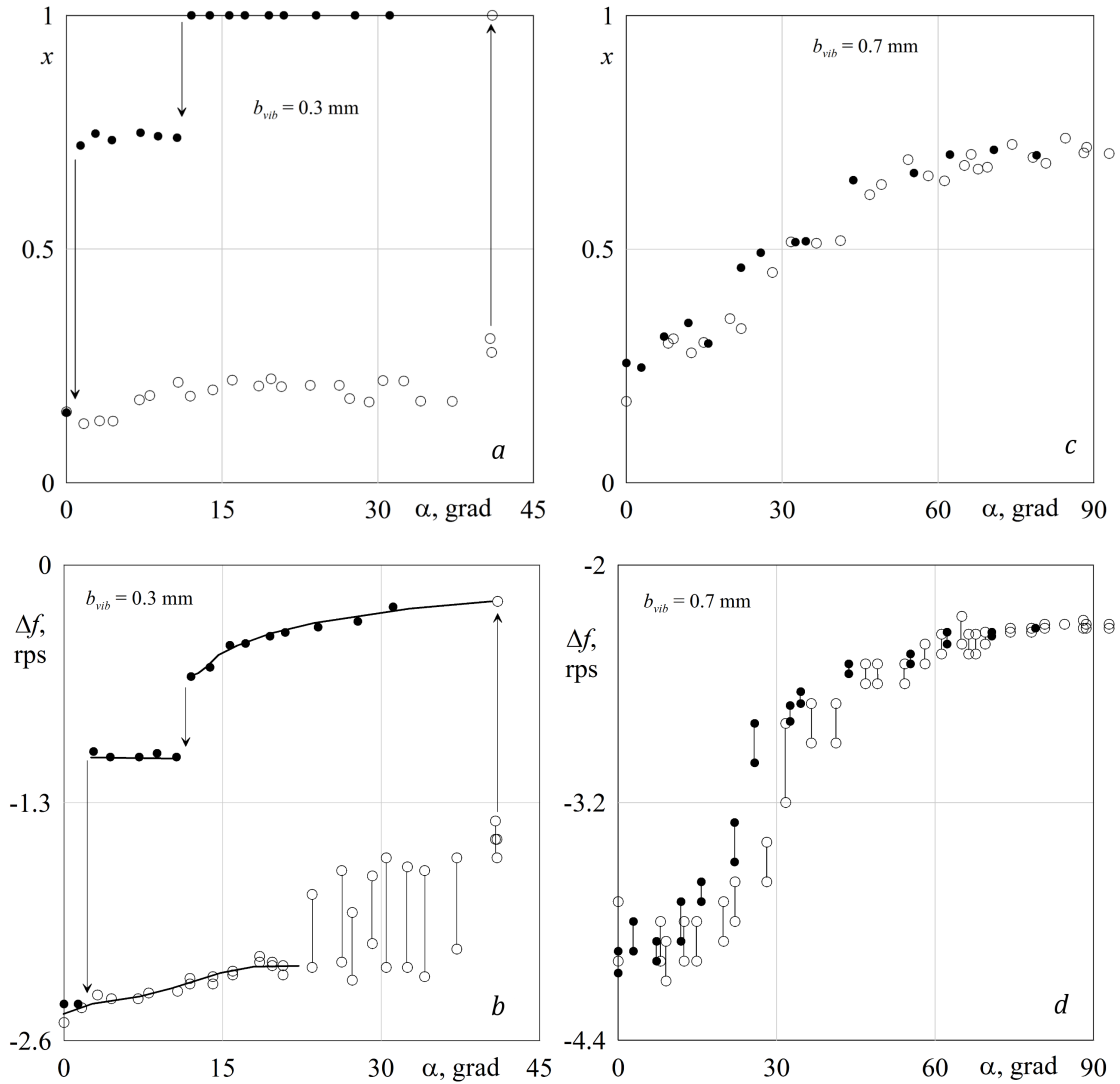 1
x
b_vib = 0.3 mm
0.5
a
0
0
15
30
α, grad
45
1
x
b_vib = 0.7 mm
0.5
c
0
0
30
60
α, grad
90
0
b_vib = 0.3 mm
Δf,
rps
-1.3
b
-2.6
0
15
30
α, grad
45
-2
b_vib = 0.7 mm
Δf,
rps
-3.2
d
-4.4
0
30
60
α, grad
90